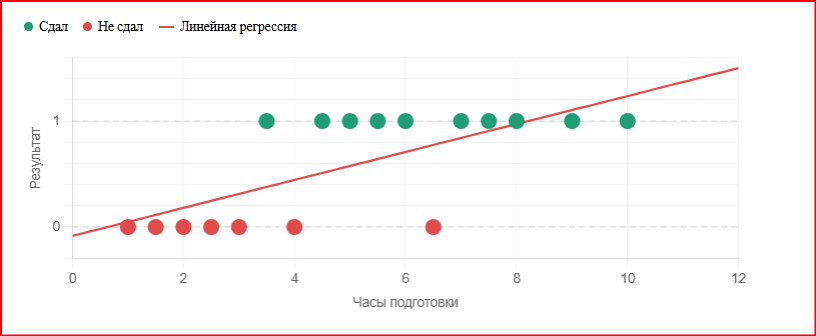 Сдал Не сдал Линейная регрессия
Результат
1
0
0 2 4 6 8 10 12
Часы подготовки